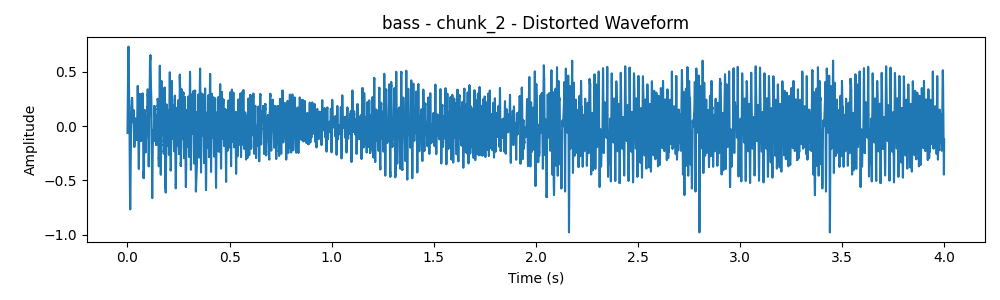 bass - chunk_2 - Distorted Waveform
Amplitude
0.5
0.0
−0.5
−1.0
0.0 0.5 1.0 1.5 2.0 2.5 3.0 3.5 4.0
Time (s)